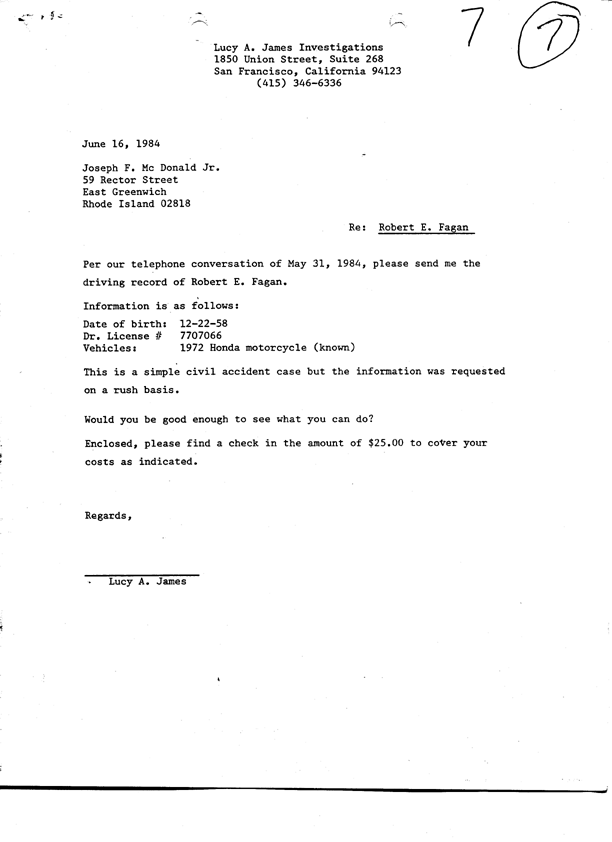 7 7
Lucy A. James Investigations
1850 Union Street, Suite 268
San Francisco, California 94123
(415) 346-6336
June 16, 1984
Joseph F. Mc Donald Jr.
59 Rector Street
East Greenwich
Rhode Island 02818
Re: Robert E. Fagan
Per our telephone conversation of May 31, 1984, please send me the
driving record of Robert E. Fagan.
Information is as follows:
Date of birth: 12-22-58
Dr. License # 7707066
Vehicles: 1972 Honda motorcycle (known)
This is a simple civil accident case but the information was requested
on a rush basis.
Would you be good enough to see what you can do?
Enclosed, please find a check in the amount of $25.00 to cover your
costs as indicated.
Regards,
Lucy A. James